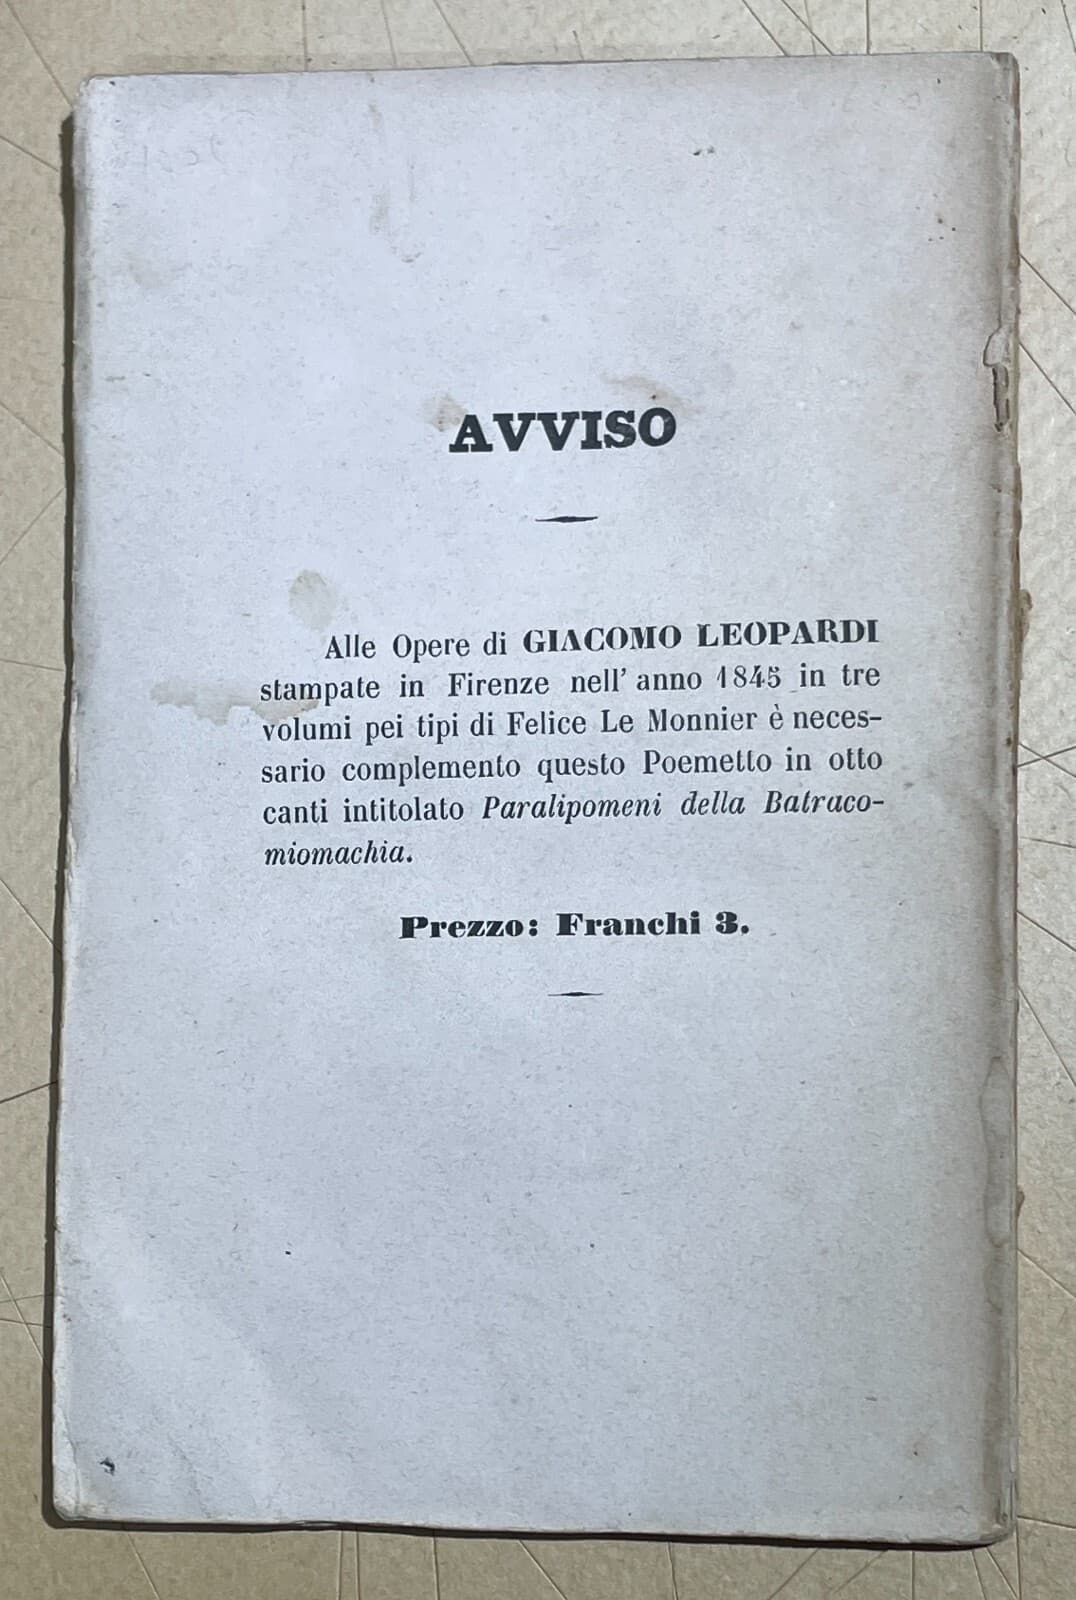 AVVISO
Alle Opere di GIACOMO LEOPARDI
stampate in Firenze nell' anno 1845 in tre
volumi pei tipi di Felice Le Monnier è neces-
sario complemento questo Poemetto in otto
canti intitolato Paralipomeni della Batraco-
miomachia.
Prezzo: Franchi 3.